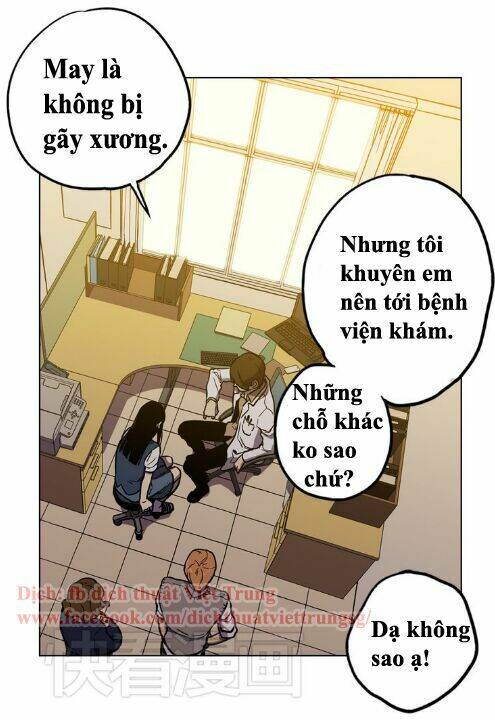 May là
không bị
gãy xương.
Nhưng tôi
khuyên em
nên tới bệnh
viện khám.
Những
chỗ khác
ko sao
chứ?
Dịch: fb dịch thuật Việt Trung
www.facebook.com/dichthuatviettrungsg/
Dạ không
sao ạ!
快看漫画